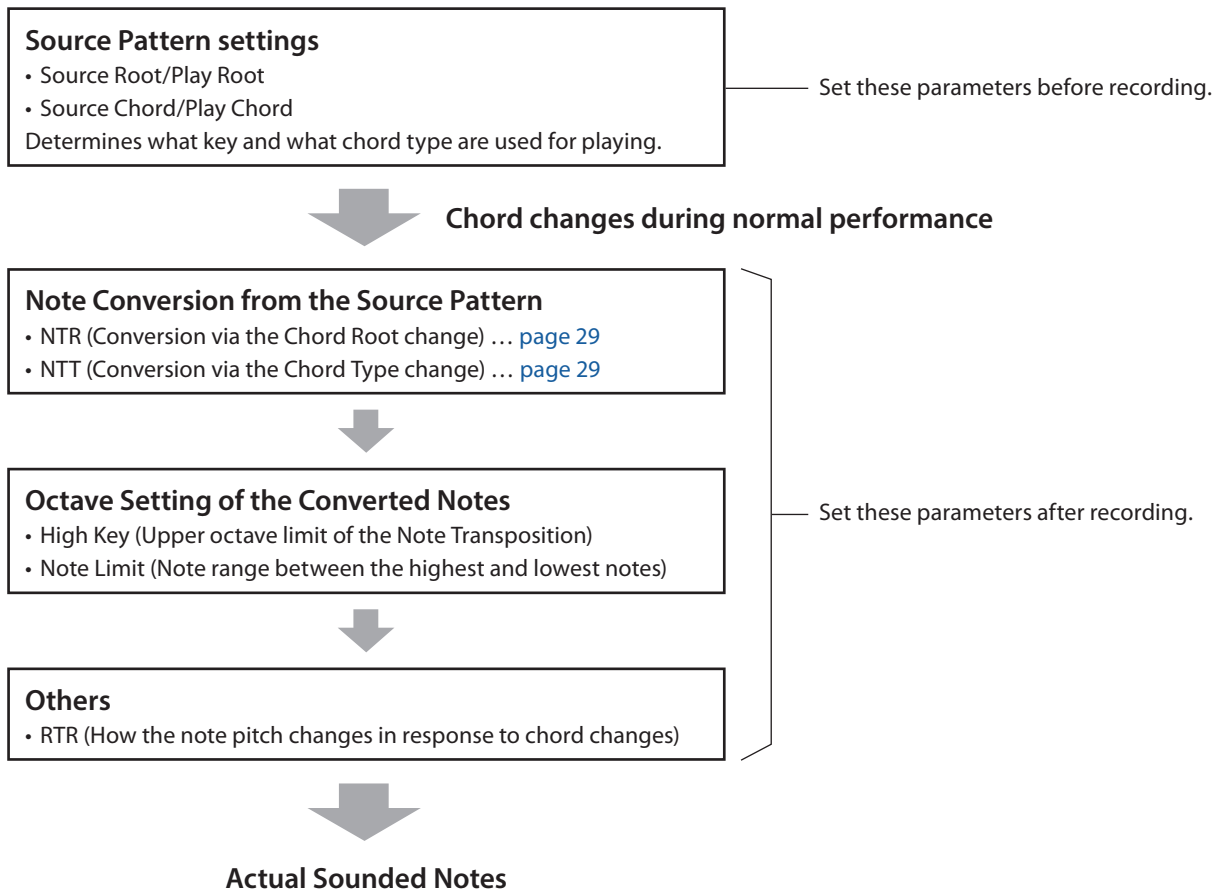 Source Pattern settings
• Source Root/Play Root
• Source Chord/Play Chord
Determines what key and what chord type are used for playing.
Set these parameters before recording.
Chord changes during normal performance
Note Conversion from the Source Pattern
• NTR (Conversion via the Chord Root change) … page 29
• NTT (Conversion via the Chord Type change) … page 29
Octave Setting of the Converted Notes
• High Key (Upper octave limit of the Note Transposition)
• Note Limit (Note range between the highest and lowest notes)
Set these parameters after recording.
Others
• RTR (How the note pitch changes in response to chord changes)
Actual Sounded Notes